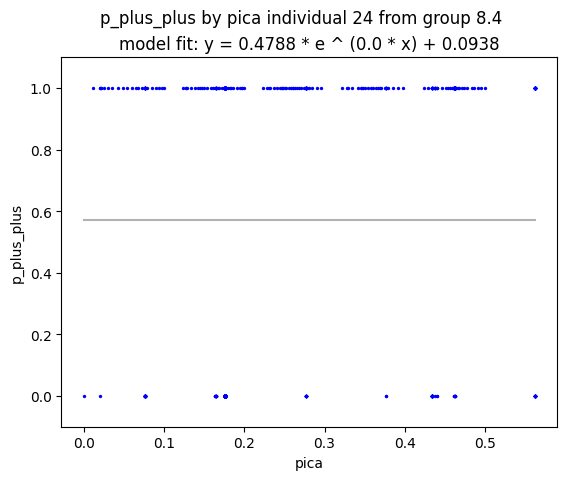 p_plus_plus by pica individual 24 from group 8.4
model fit: y = 0.4788 * e ^ (0.0 * x) + 0.0938
1.0
0.8
0.6
0.4
0.2
0.0
p_plus_plus
0.0 0.1 0.2 0.3 0.4 0.5
pica